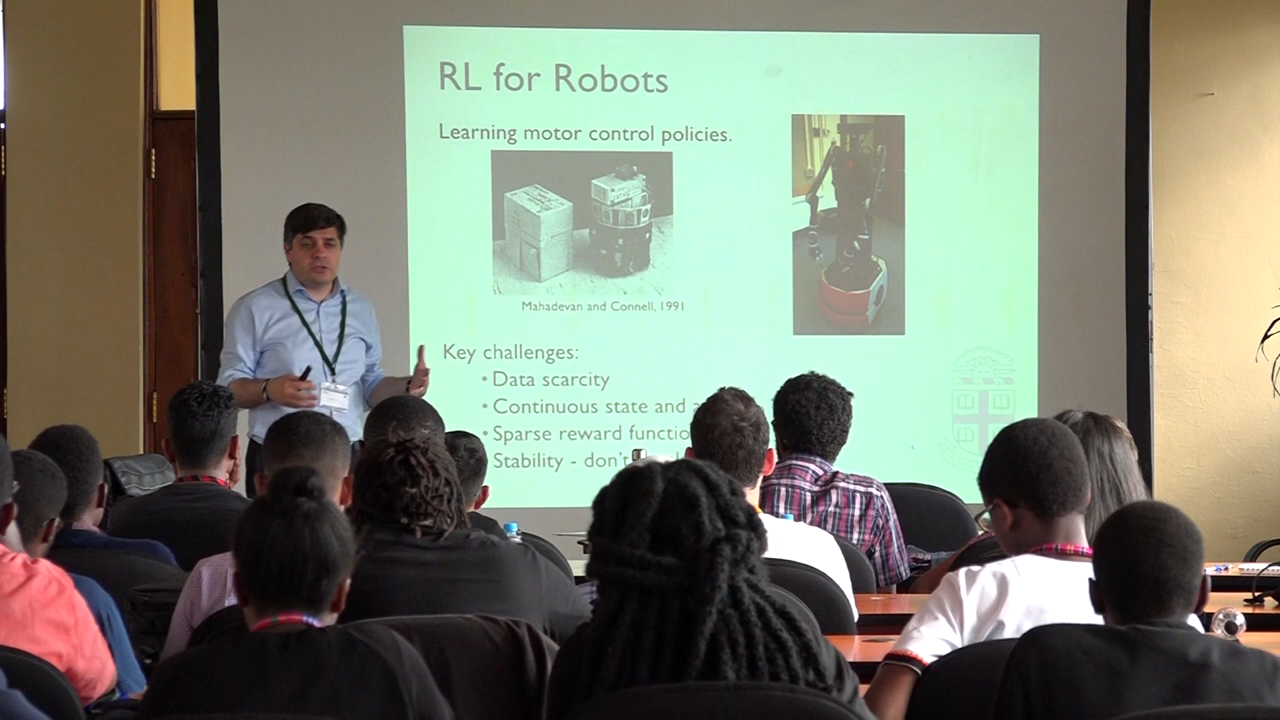 RL for Robots
Learning motor control policies.
Mahadevan and Connell, 1991
Key challenges:
• Data scarcity
• Continuous state and
• Sparse reward functio
• Stability - don't